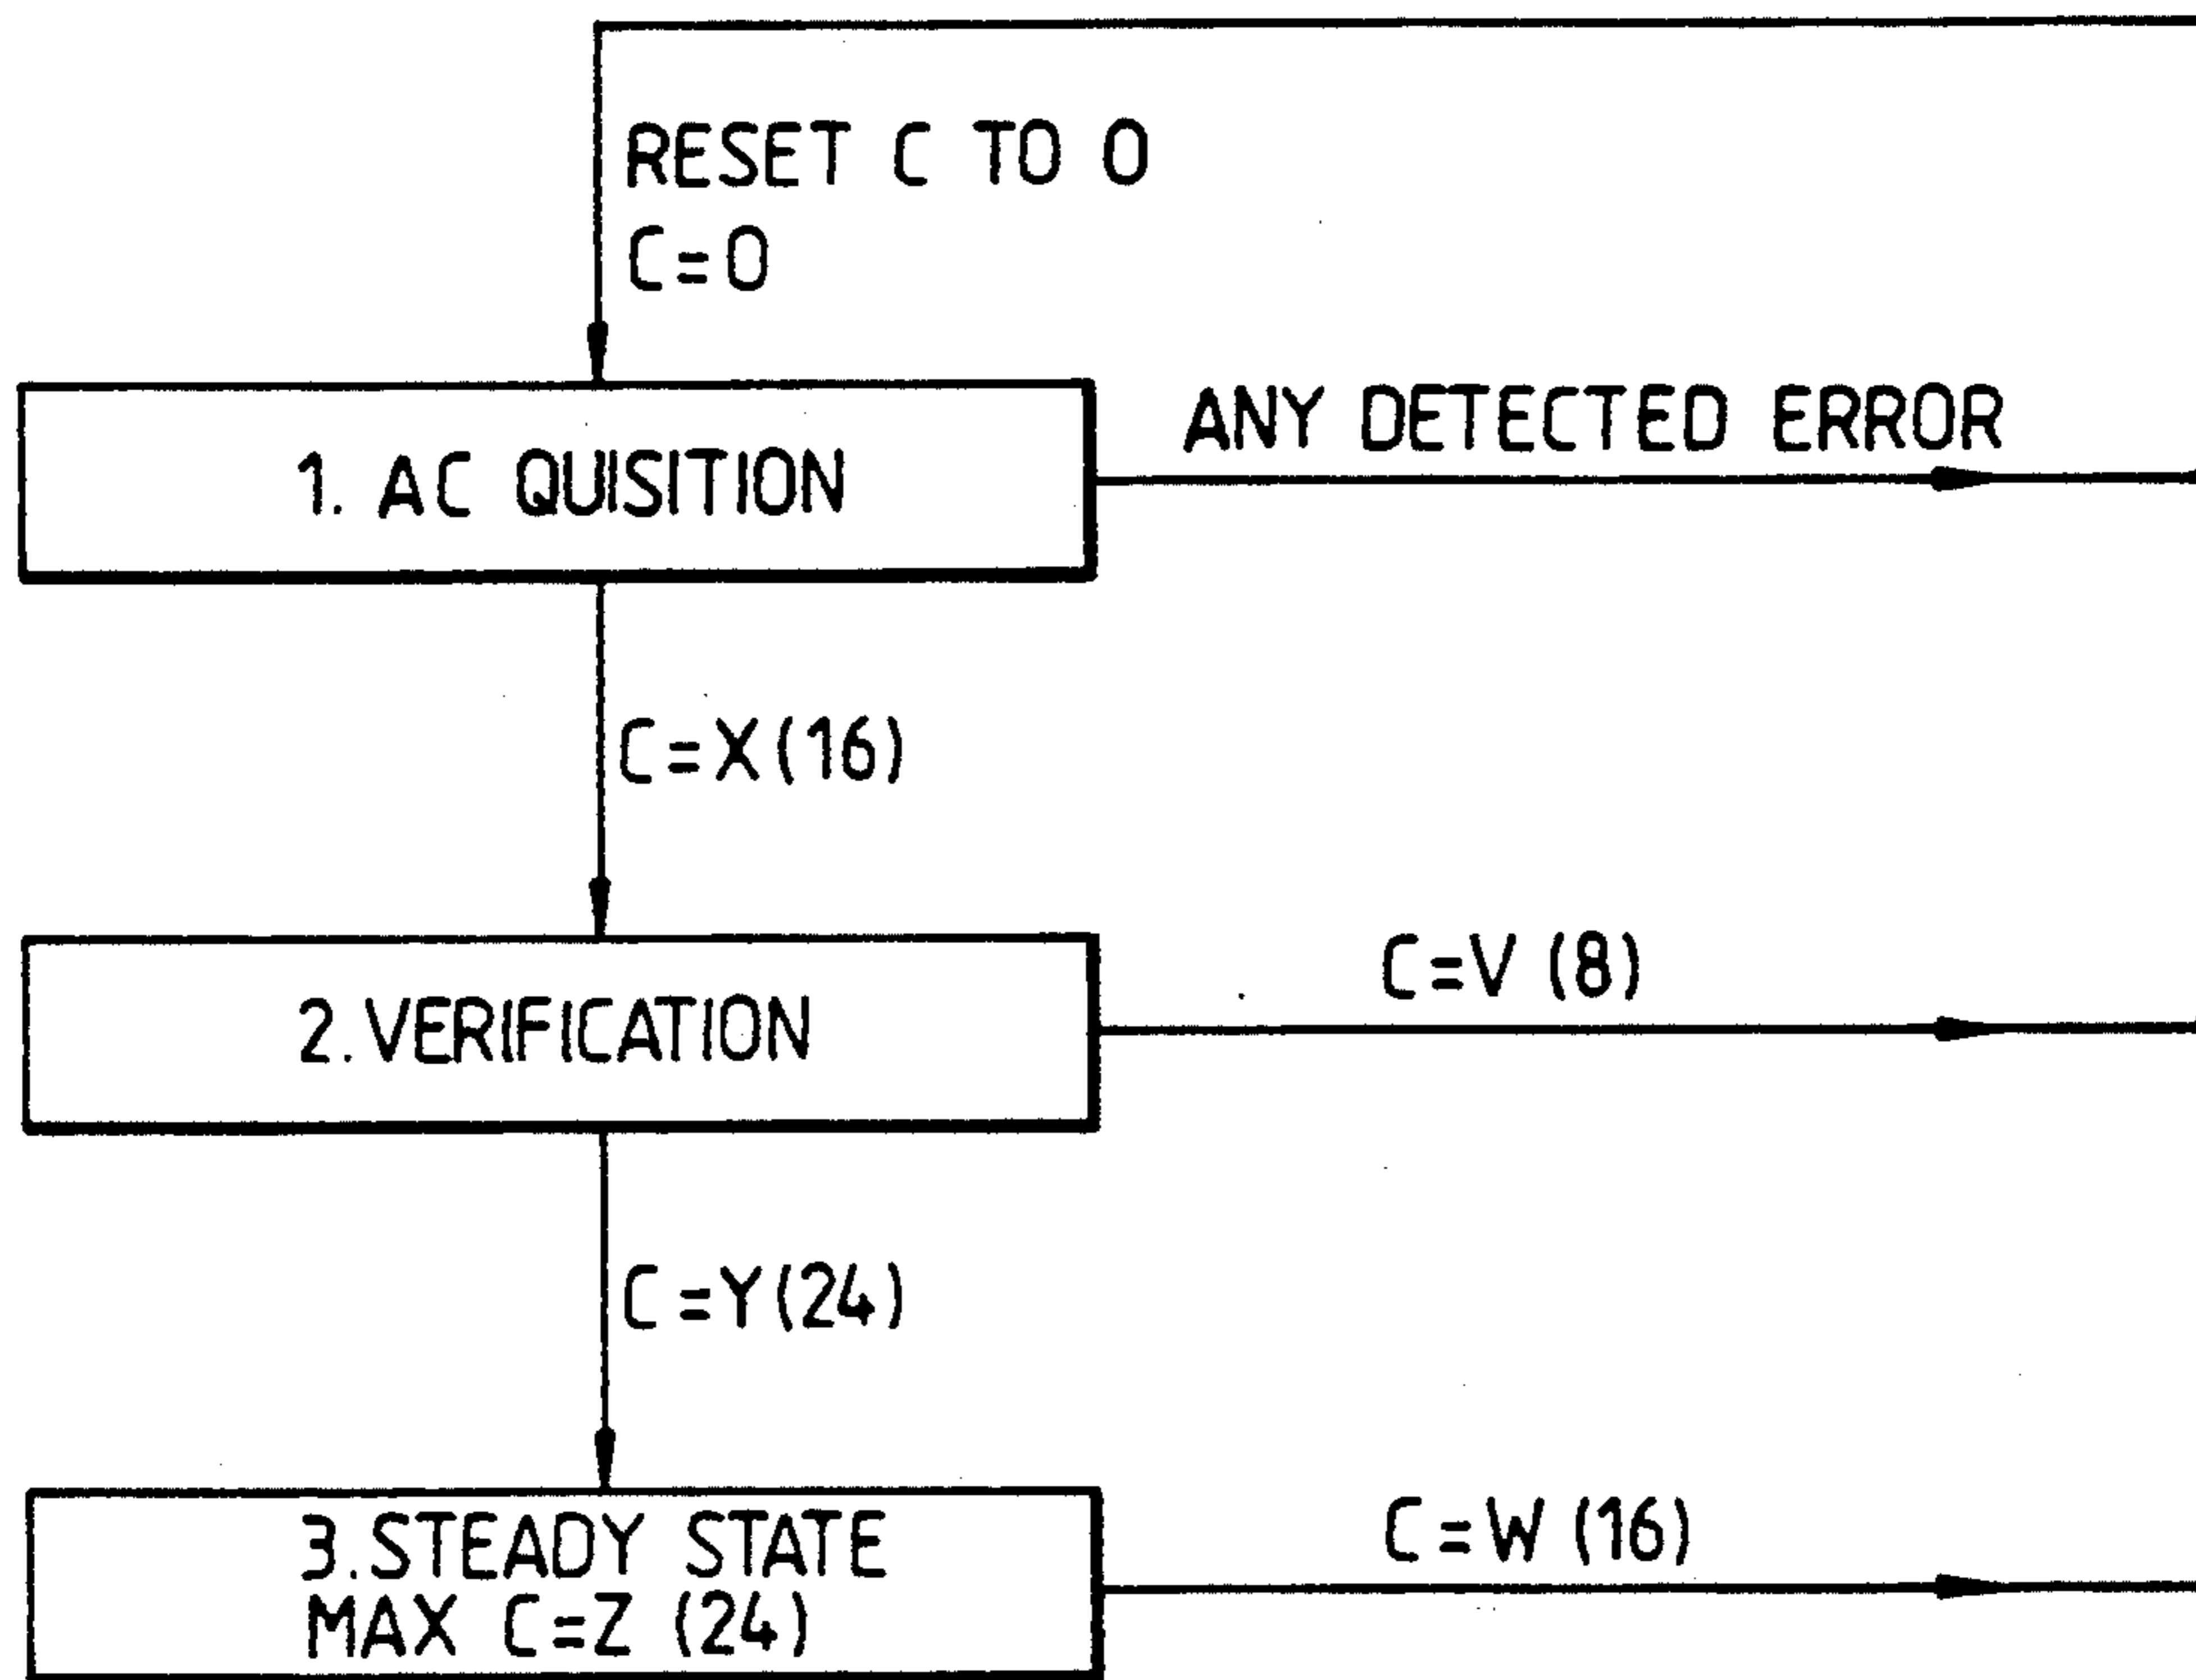 RESET C TO 0
C=0
1. AC QUISITION
ANY DETECTED ERROR
C=X(16)
2. VERIFICATION
C=V (8)
C=Y(24)
3. STEADY STATE
MAX C=Z (24)
C=W (16)